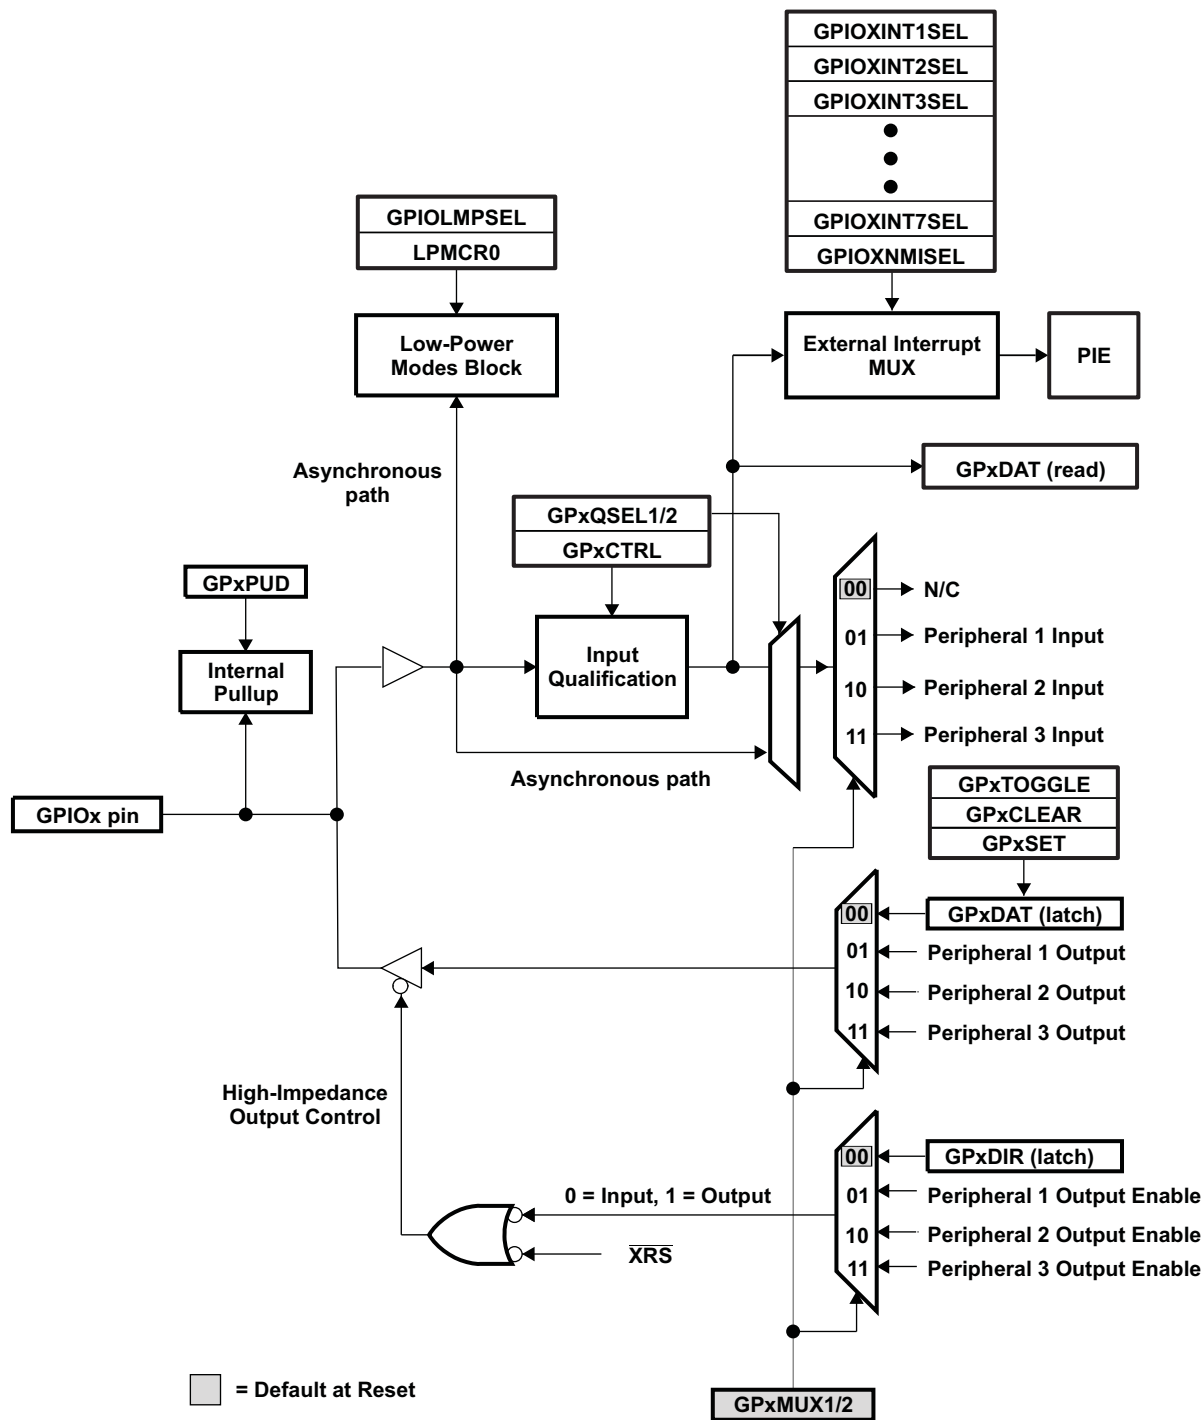 GPIOXINT1SEL
GPIOXINT2SEL
GPIOXINT3SEL
GPIOXINT7SEL
GPIOXNMISEL
GPIOLMPSEL
LPMCR0
Low-Power
Modes Block
External Interrupt
MUX
PIE
Asynchronous
path
GPxDAT (read)
GPxQSEL1/2
GPxCTRL
GPxPUD
Internal
Pullup
Input
Qualification
00
N/C
01
Peripheral 1 Input
10
Peripheral 2 Input
11
Peripheral 3 Input
Asynchronous path
GPIOx pin
GPxTOGGLE
GPxCLEAR
GPxSET
00
GPxDAT (latch)
01
Peripheral 1 Output
10
Peripheral 2 Output
11
Peripheral 3 Output
High-Impedance
Output Control
00
GPxDIR (latch)
0 = Input, 1 = Output
01
Peripheral 1 Output Enable
10
Peripheral 2 Output Enable
XRS
11
Peripheral 3 Output Enable
= Default at Reset
GPxMUX1/2